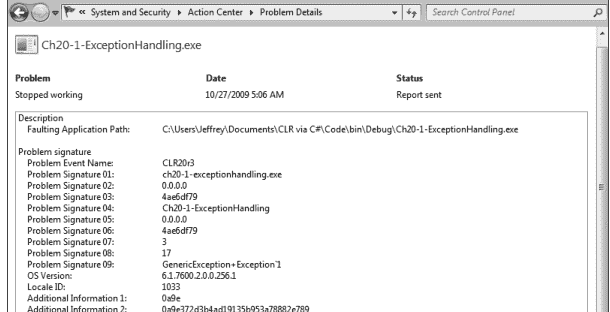 « System and Security ▸ Action Center ▸ Problem Details
Search Control Panel
Ch20-1-ExceptionHandling.exe
Problem Date Status
Stopped working 10/27/2009 5:06 AM Report sent
Description
Faulting Application Path: C:\Users\Jeffrey\Documents\CLR via C#\Code\bin\Debug\Ch20-1-ExceptionHandling.exe
Problem signature
Problem Event Name: CLR20r3
Problem Signature 01: ch20-1-exceptionhandling.exe
Problem Signature 02: 0.0.0.0
Problem Signature 03: 4ae6df79
Problem Signature 04: Ch20-1-ExceptionHandling
Problem Signature 05: 0.0.0.0
Problem Signature 06: 4ae6df79
Problem Signature 07: 3
Problem Signature 08: 17
Problem Signature 09: GenericException+Exception`1
OS Version: 6.1.7600.2.0.0.256.1
Locale ID: 1033
Additional Information 1: 0a9e
Additional Information 2: 0a9e372d3b4ad19135b953a78882e789